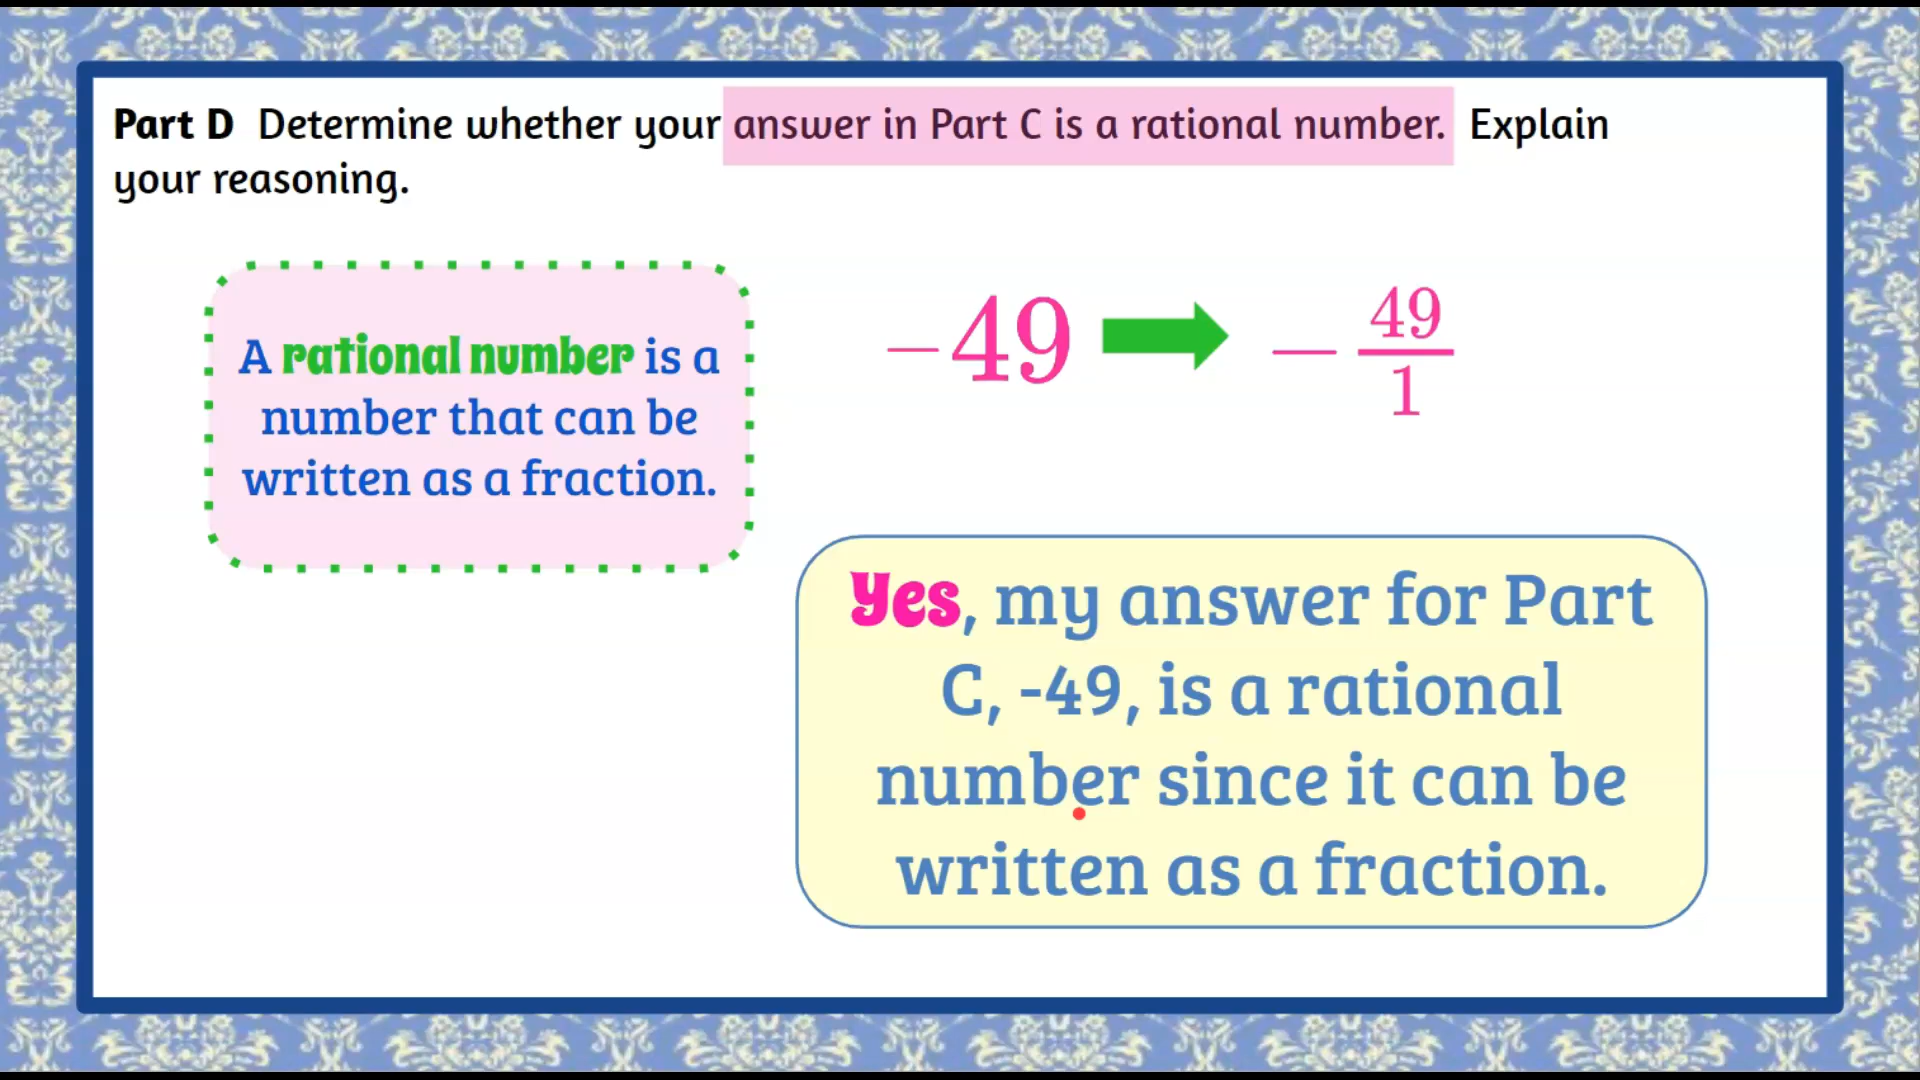 Part D Determine whether your answer in Part C is a rational number. Explain
your reasoning.
A rational number is a
number that can be
written as a fraction.
−49 − 49/1
Yes, my answer for Part
C, -49, is a rational
number since it can be
written as a fraction.